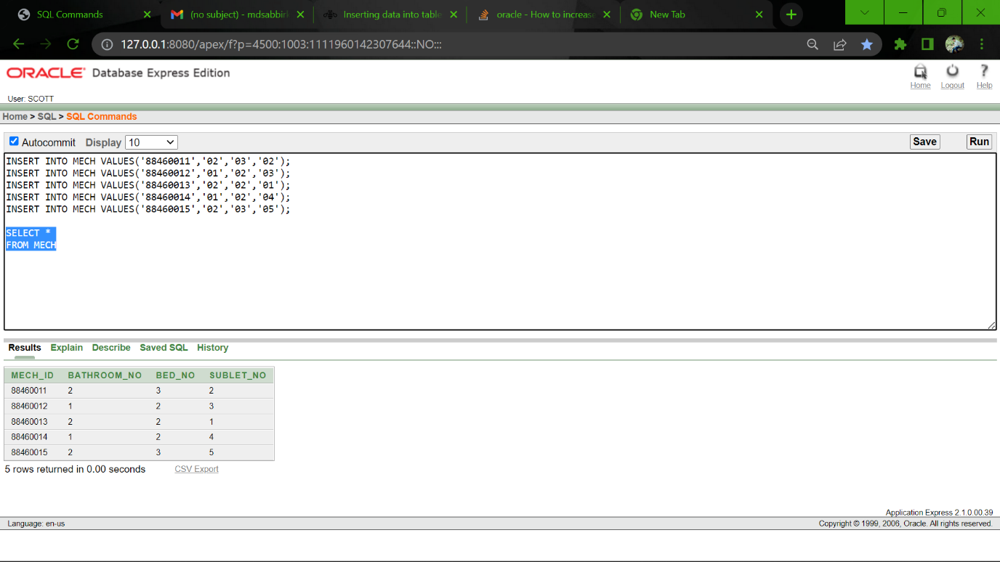 SQL Commands
(no subject) - mdsabbir
Inserting data into table
oracle - How to increase
New Tab
127.0.0.1:8080/apex/f?p=4500:1003:1111960142307644::NO:::
ORACLE Database Express Edition
Home Logout Help
User: SCOTT
Home > SQL > SQL Commands
Autocommit Display 10 Save Run
INSERT INTO MECH VALUES('88460011','02','03','02');
INSERT INTO MECH VALUES('88460012','01','02','03');
INSERT INTO MECH VALUES('88460013','02','02','01');
INSERT INTO MECH VALUES('88460014','01','02','04');
INSERT INTO MECH VALUES('88460015','02','03','05');
SELECT *
FROM MECH
Results Explain Describe Saved SQL History
MECH_ID BATHROOM_NO BED_NO SUBLET_NO
88460011 2 3 2
88460012 1 2 3
88460013 2 2 1
88460014 1 2 4
88460015 2 3 5
5 rows returned in 0.00 seconds CSV Export
Application Express 2.1.0.00.39
Language: en-us Copyright © 1999, 2006, Oracle. All rights reserved.